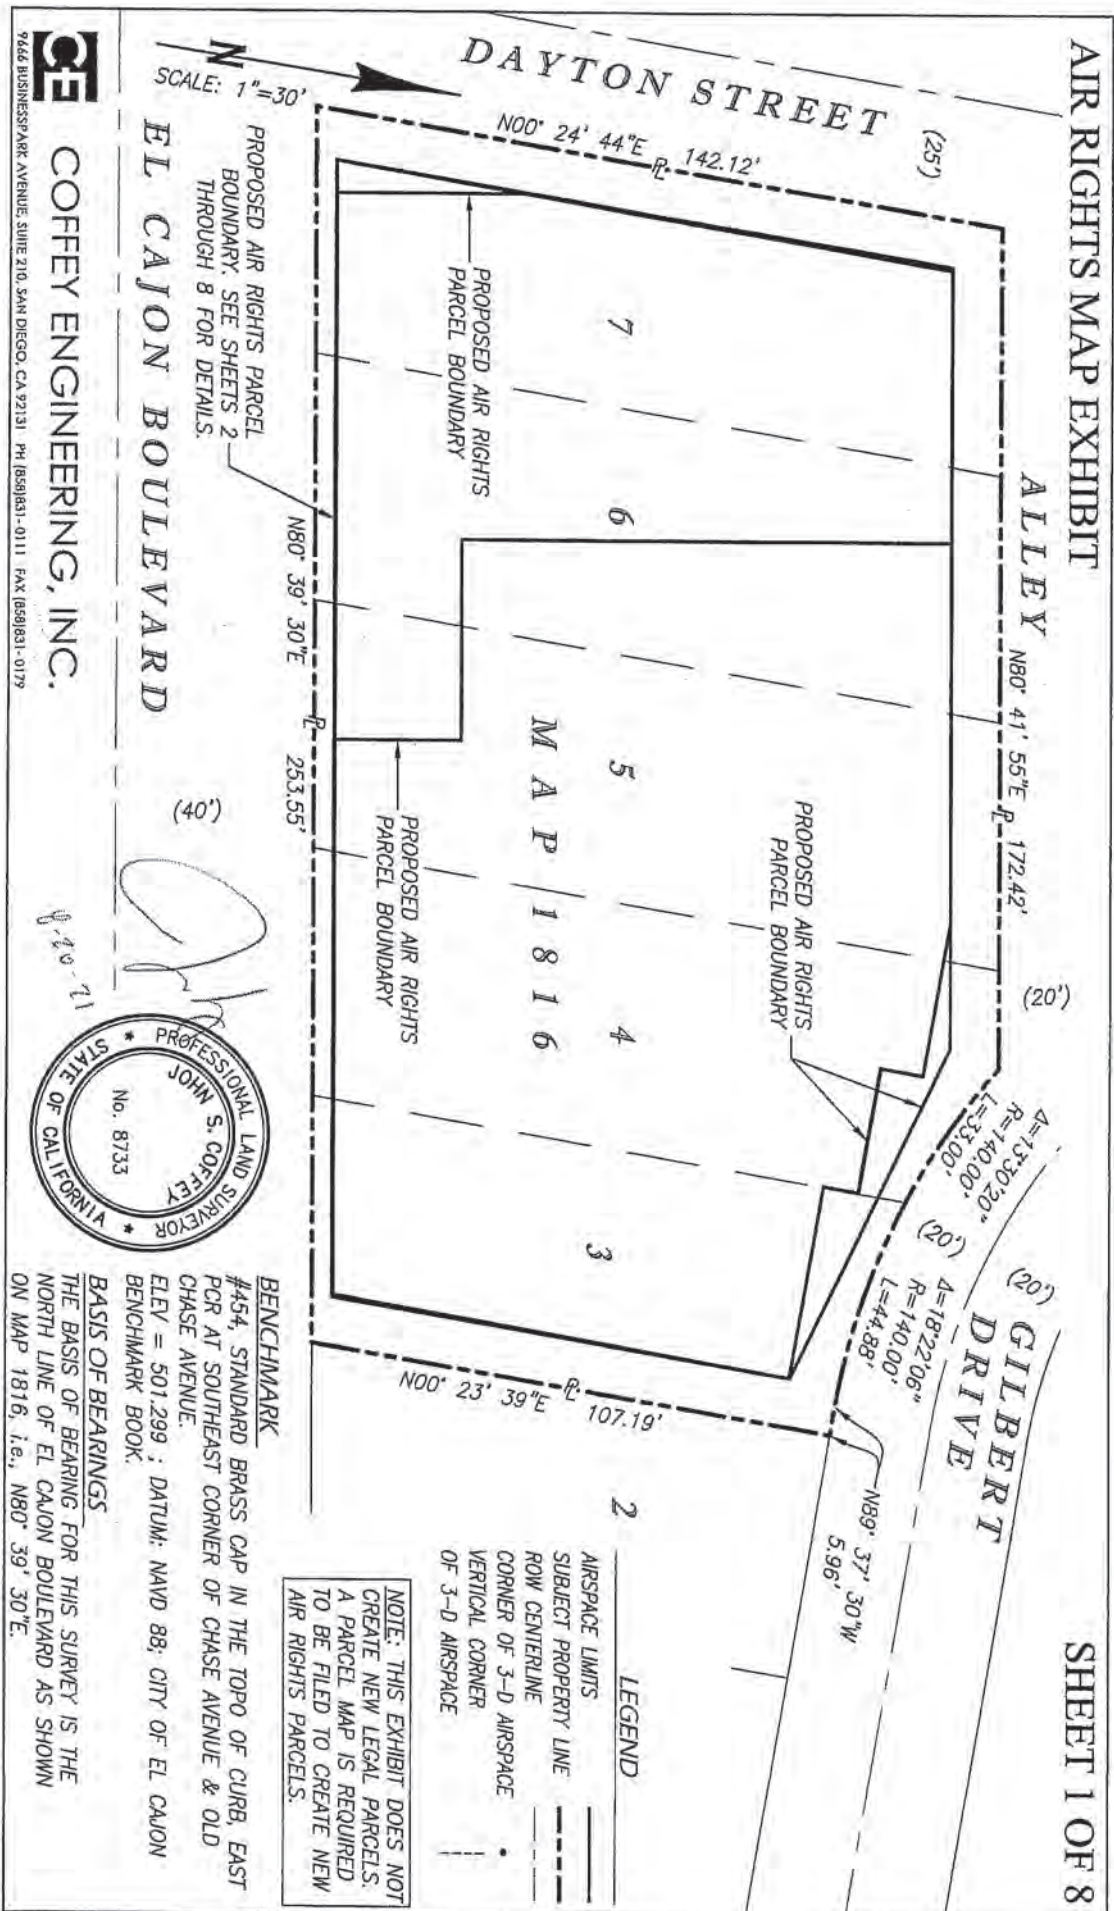 AIR RIGHTS MAP EXHIBIT
SHEET 1 OF 8
DAYTON STREET
(25')
N00° 24' 44"E
PL
142.12'
ALLEY
N80° 41' 55"E
PL
172.42'
(20')
Δ=13°30'20"
R=140.00'
L=33.00'
(20')
Δ=18°22'06"
R=140.00'
L=44.88'
(20')
GILBERT
DRIVE
N89° 37' 30"W
5.96'
7
6
5
4
3
2
MAP 1816
PROPOSED AIR RIGHTS
PARCEL BOUNDARY
PROPOSED AIR RIGHTS
PARCEL BOUNDARY
PROPOSED AIR RIGHTS
PARCEL BOUNDARY
N00° 23' 39"E
PL
107.19'
N80° 39' 30"E
PL
253.55'
PROPOSED AIR RIGHTS PARCEL
BOUNDARY. SEE SHEETS 2
THROUGH 8 FOR DETAILS.
N
SCALE: 1"=30'
EL CAJON BOULEVARD
(40')
LEGEND
AIRSPACE LIMITS
SUBJECT PROPERTY LINE
ROW CENTERLINE
CORNER OF 3-D AIRSPACE
VERTICAL CORNER
OF 3-D AIRSPACE
NOTE: THIS EXHIBIT DOES NOT
CREATE NEW LEGAL PARCELS.
A PARCEL MAP IS REQUIRED
TO BE FILED TO CREATE NEW
AIR RIGHTS PARCELS.
BENCHMARK
#454, STANDARD BRASS CAP IN THE TOPO OF CURB, EAST
PCR AT SOUTHEAST CORNER OF CHASE AVENUE & OLD
CHASE AVENUE.
ELEV = 501.299 ; DATUM: NAVD 88; CITY OF EL CAJON
BENCHMARK BOOK.
BASIS OF BEARINGS
THE BASIS OF BEARING FOR THIS SURVEY IS THE
NORTH LINE OF EL CAJON BOULEVARD AS SHOWN
ON MAP 1816, i.e., N80° 39' 30"E.
PROFESSIONAL LAND SURVEYOR
JOHN S. COFFEY
No. 8733
★ STATE OF CALIFORNIA ★
CE
COFFEY ENGINEERING, INC.
9666 BUSINESSPARK AVENUE, SUITE 210, SAN DIEGO, CA 92131 PH (858)831-0111 FAX (858)831-0179